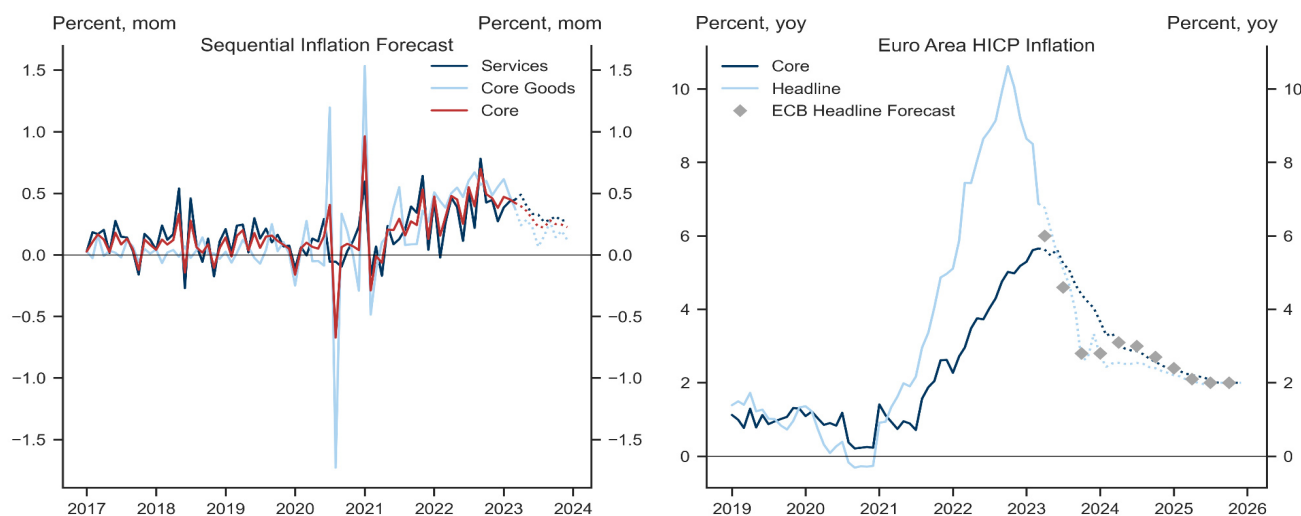 Percent, mom
Percent, mom
Sequential Inflation Forecast
Services
Core Goods
Core
1.5
1.0
0.5
0.0
−0.5
−1.0
−1.5
1.5
1.0
0.5
0.0
−0.5
−1.0
−1.5
2017 2018 2019 2020 2021 2022 2023 2024
Percent, yoy
Percent, yoy
Euro Area HICP Inflation
Core
Headline
ECB Headline Forecast
10
8
6
4
2
0
10
8
6
4
2
0
2019 2020 2021 2022 2023 2024 2025 2026